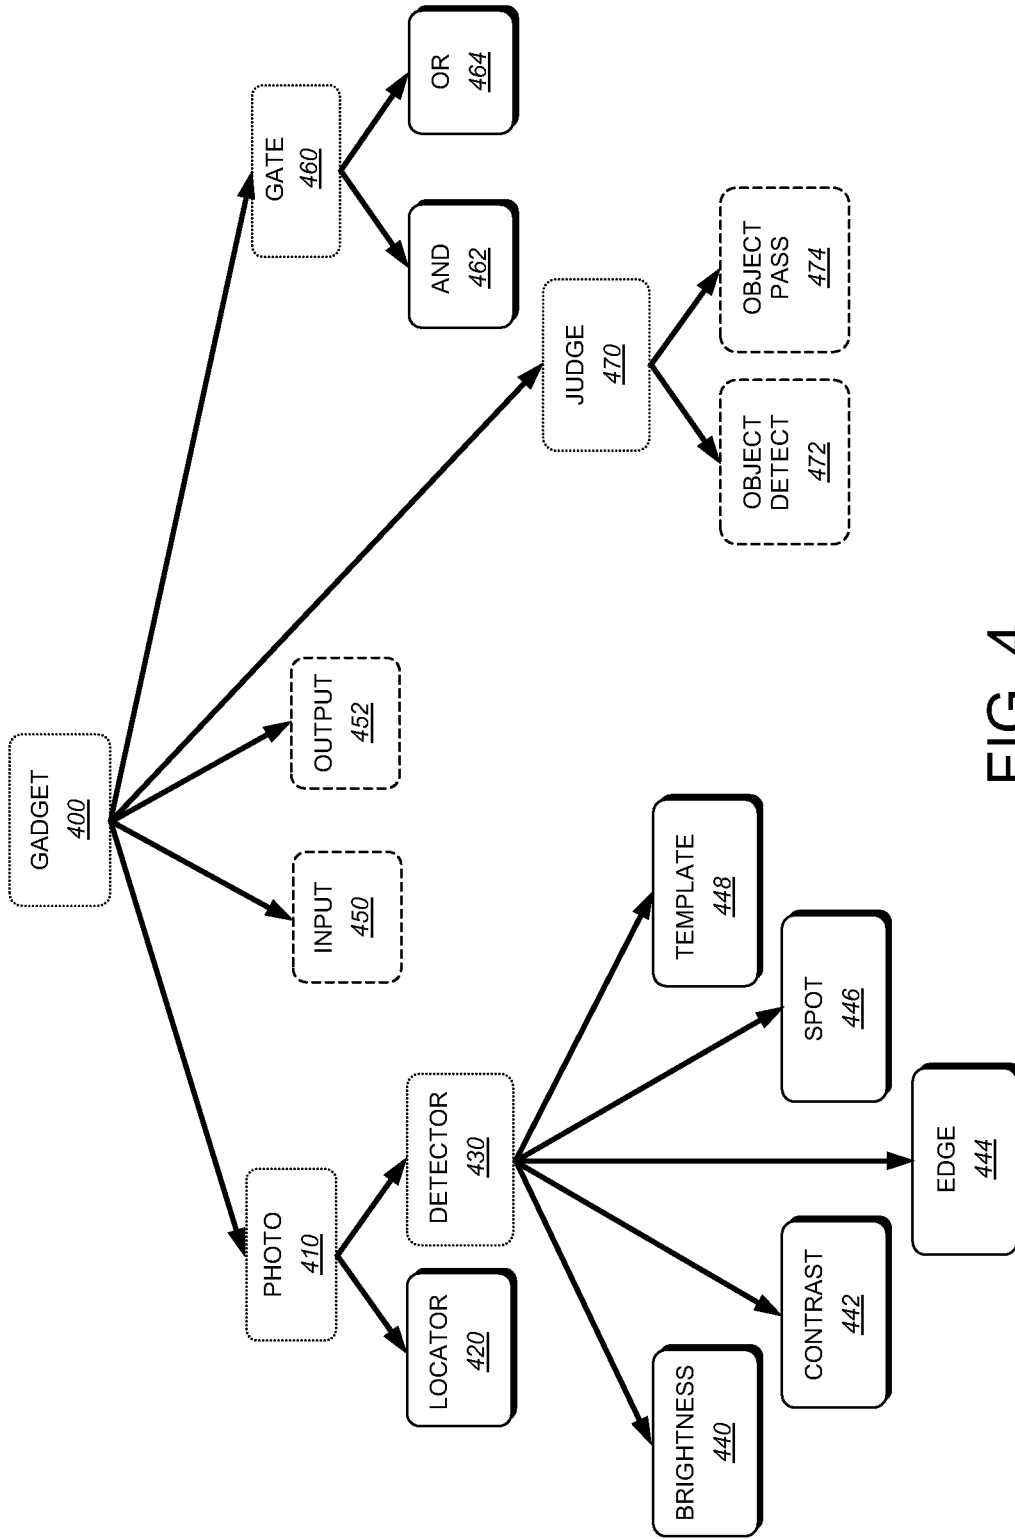 GADGET
400
PHOTO
410
INPUT
450
OUTPUT
452
GATE
460
LOCATOR
420
DETECTOR
430
AND
462
OR
464
JUDGE
470
BRIGHTNESS
440
CONTRAST
442
EDGE
444
SPOT
446
TEMPLATE
448
OBJECT
DETECT
472
OBJECT
PASS
474
FIG. 4